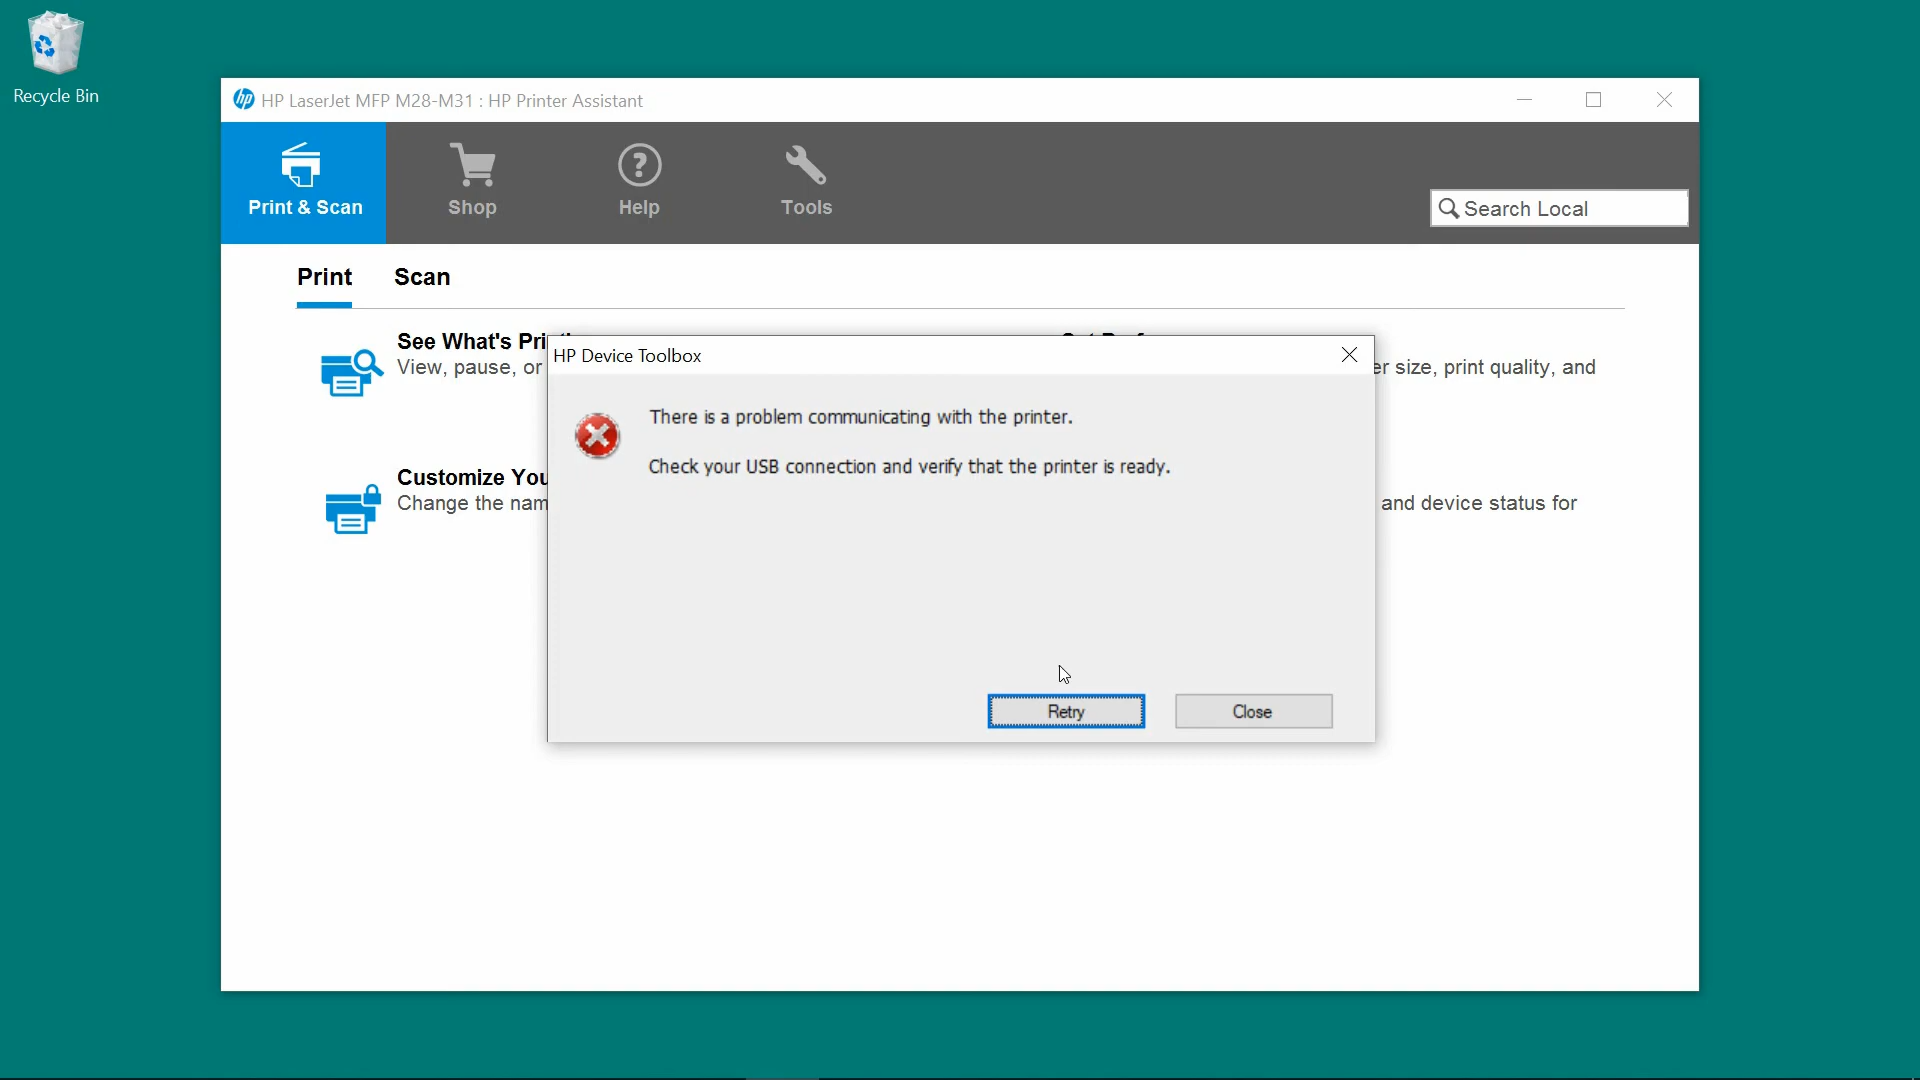 Recycle Bin
hp HP LaserJet MFP M28-M31 : HP Printer Assistant
Print & Scan
Shop
Help
Tools
Search Local
Print
Scan
See What's
View, pause, or
er size, print quality, and
Customize You
Change the nam
and device status for
HP Device Toolbox
There is a problem communicating with the printer.
Check your USB connection and verify that the printer is ready.
Retry
Close